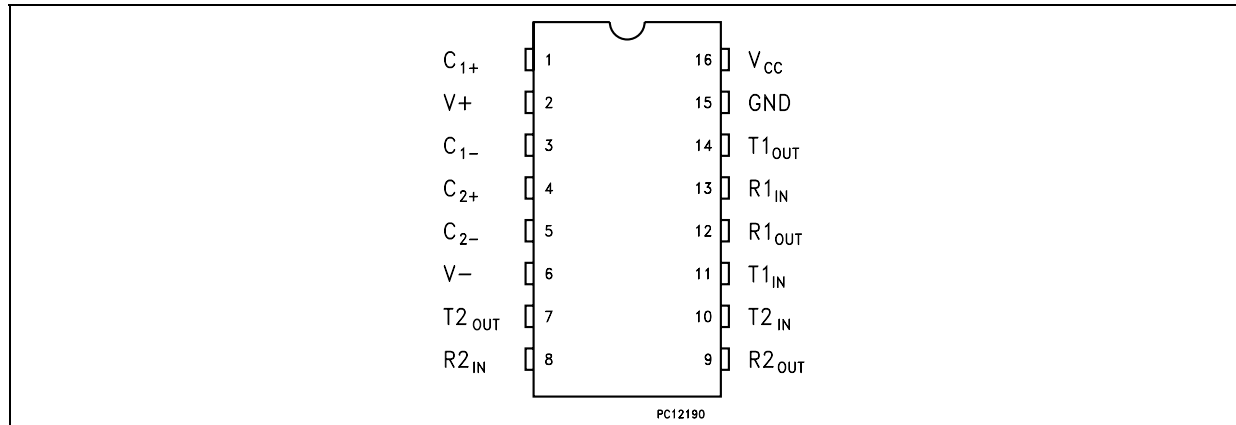 C1+ 1 16 VCC
V+ 2 15 GND
C1- 3 14 T1OUT
C2+ 4 13 R1IN
C2- 5 12 R1OUT
V- 6 11 T1IN
T2OUT 7 10 T2IN
R2IN 8 9 R2OUT
PC12190